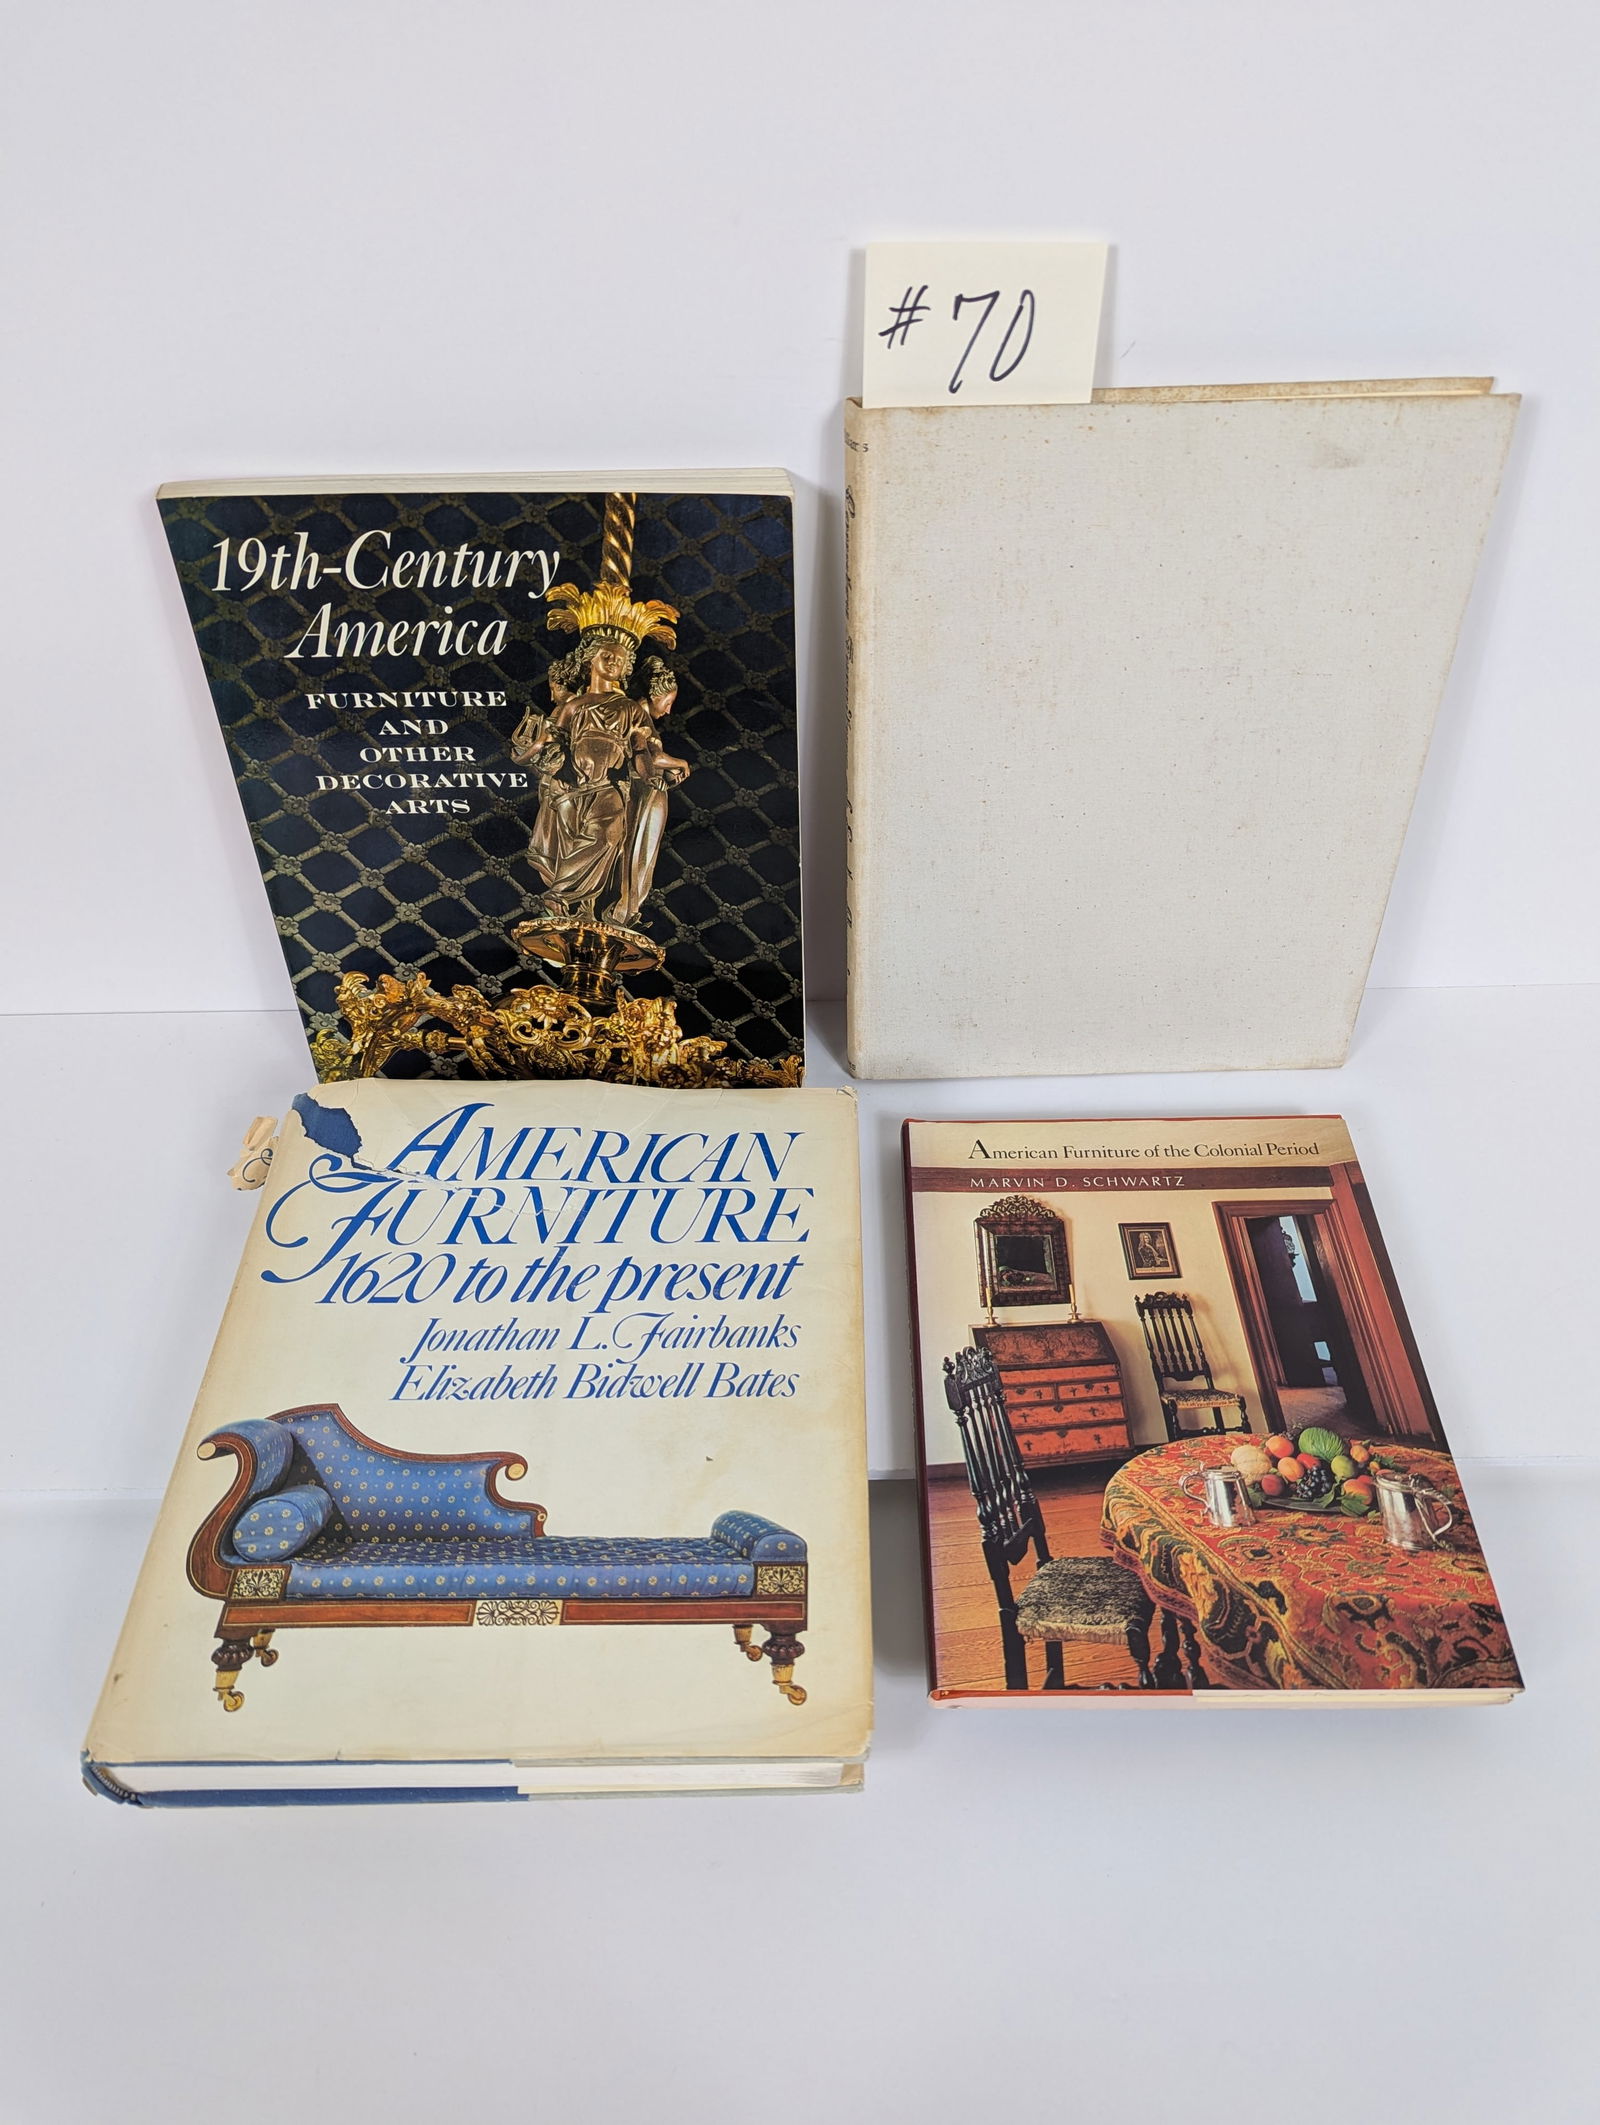 #70
19th-Century
America
FURNITURE
AND
OTHER
DECORATIVE
ARTS
AMERICAN
FURNITURE
1620 to the present
Jonathan L. Fairbanks
Elizabeth Bidwell Bates
American Furniture of the Colonial Period
MARVIN D. SCHWARTZ